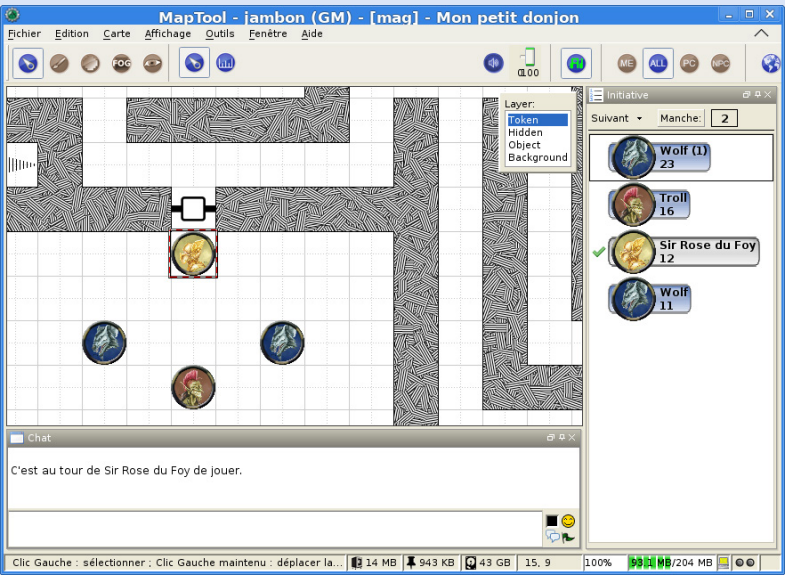 MapTool - jambon (GM) - [maq] - Mon petit donjon
Fichier Edition Carte Affichage Outils Fenêtre Aide
FOG
0.00
ME ALL PC NPC
Layer:
Token
Hidden
Object
Background
Initiative
Suivant Manche: 2
Wolf (1)
23
Troll
16
Sir Rose du Foy
12
Wolf
11
Chat
C'est au tour de Sir Rose du Foy de jouer.
Clic Gauche : sélectionner ; Clic Gauche maintenu : déplacer la... 14 MB 943 KB 43 GB 15, 9 100% 93.1 MB/204 MB